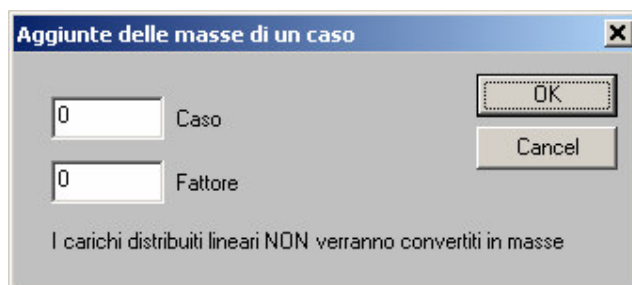 Aggiunte delle masse di un caso
0 Caso
OK
Cancel
0 Fattore
I carichi distribuiti lineari NON verranno convertiti in masse